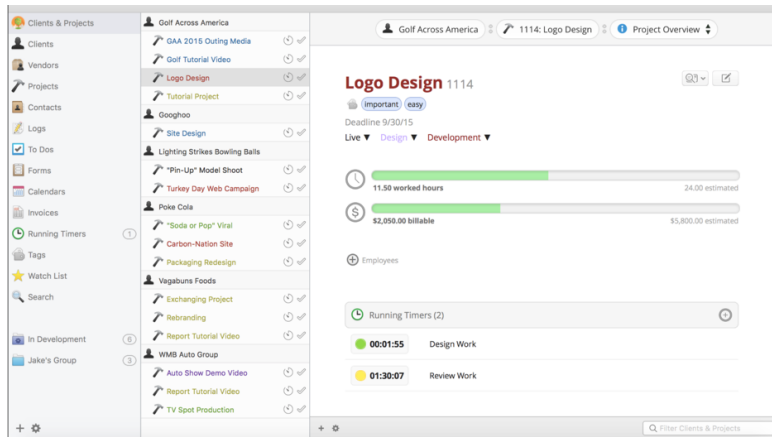 Clients & Projects
Clients
Vendors
Projects
Contacts
Logs
To Dos
Forms
Calendars
Invoices
Running Timers 1
Tags
Watch List
Search
In Development 6
Jake's Group 3
Golf Across America
GAA 2015 Outing Media
Golf Tutorial Video
Logo Design
Tutorial Project
Googhoo
Site Design
Lighting Strikes Bowling Balls
"Pin-Up" Model Shoot
Turkey Day Web Campaign
Poke Cola
"Soda or Pop" Viral
Carbon-Nation Site
Packaging Redesign
Vagabuns Foods
Exchanging Project
Rebranding
Report Tutorial Video
WMB Auto Group
Auto Show Demo Video
Report Tutorial Video
TV Spot Production
Golf Across America 1114: Logo Design Project Overview
Logo Design 1114
important easy
Deadline 9/30/15
Live ▼ Design ▼ Development ▼
11.50 worked hours 24.00 estimated
$2,050.00 billable $5,800.00 estimated
Employees
Running Timers (2)
00:01:55 Design Work
01:30:07 Review Work
Filter Clients & Projects